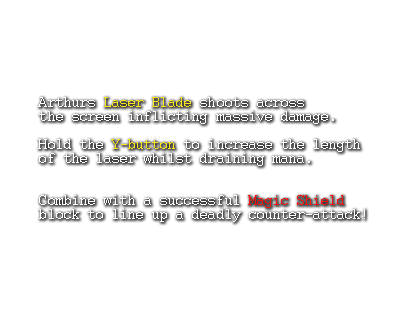 Arthurs Laser Blade shoots across
the screen inflicting massive damage.
Hold the Y-button to increase the length
of the laser whilst draining mana.
Combine with a successful Magic Shield
block to line up a deadly counter-attack!